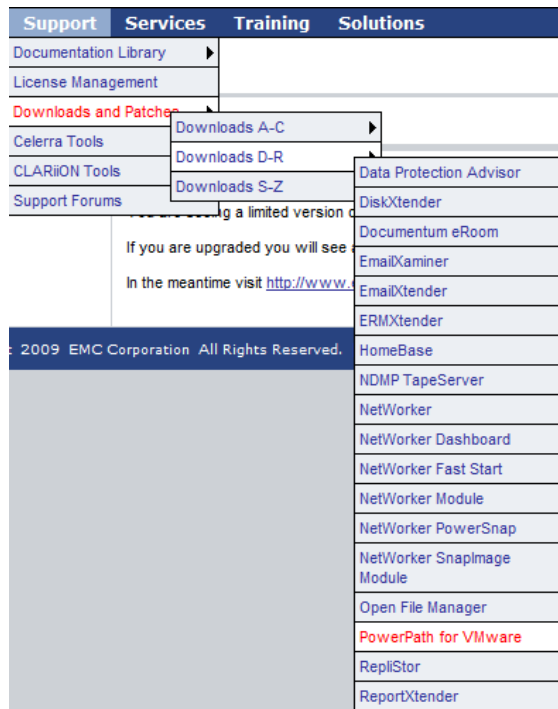 Support Services Training Solutions
Documentation Library
License Management
Downloads and Patches
Celerra Tools
CLARiiON Tools
Support Forums
Downloads A-C
Downloads D-R
Downloads S-Z
Data Protection Advisor
DiskXtender
Documentum eRoom
EmailXaminer
EmailXtender
ERMXtender
HomeBase
NDMP TapeServer
NetWorker
NetWorker Dashboard
NetWorker Fast Start
NetWorker Module
NetWorker PowerSnap
NetWorker SnapImage
Module
Open File Manager
PowerPath for VMware
RepliStor
ReportXtender
g a limited version
If you are upgraded you will see
In the meantime visit http://www.
2009 EMC Corporation All Rights Reserved.